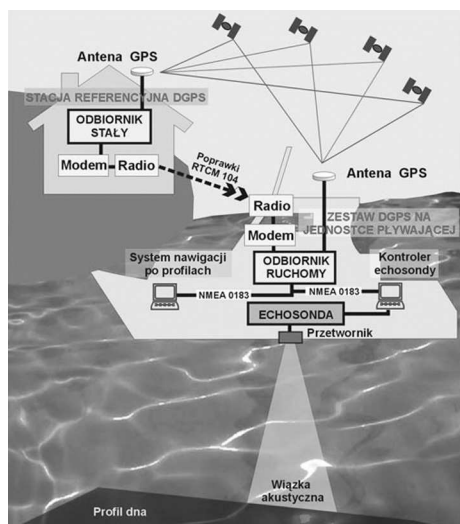 Antena GPS
STACJA REFERENCYJNA DGPS
ODBIORNIK
STAŁY
Modem
Radio
Poprawki
RTCM 104
Antena GPS
Radio
ZESTAW DGPS NA
JEDNOSTCE PŁYWAJĄCEJ
Modem
System nawigacji
po profilach
ODBIORNIK
RUCHOMY
Kontroler
echosondy
NMEA 0183
NMEA 0183
ECHOSONDA
Przetwornik
Wiązka
akustyczna
Profil dna